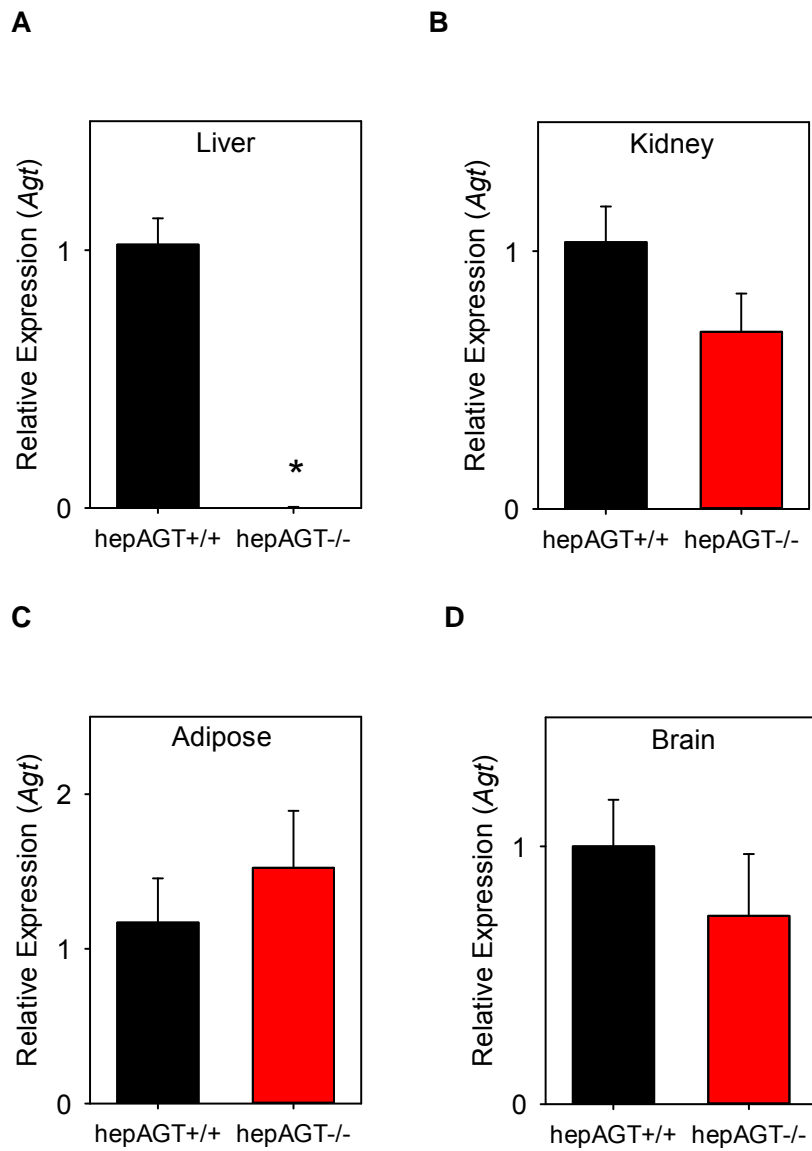 A
Liver
Relative Expression (Agt)
1
0
*
hepAGT+/+ hepAGT-/-
B
Kidney
Relative Expression (Agt)
1
0
hepAGT+/+ hepAGT-/-
C
Adipose
Relative Expression (Agt)
2
1
0
hepAGT+/+ hepAGT-/-
D
Brain
Relative Expression (Agt)
1
0
hepAGT+/+ hepAGT-/-